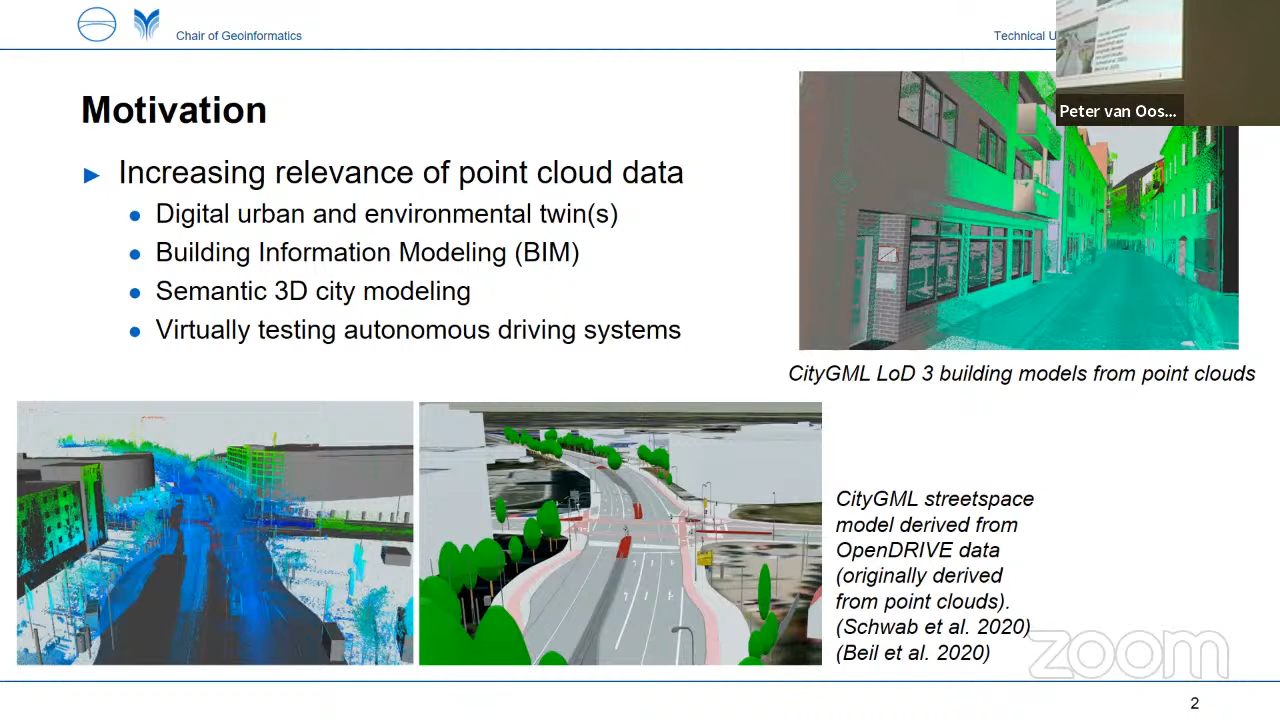 Chair of Geoinformatics
Technical U
Peter van Oos...
Motivation
► Increasing relevance of point cloud data
● Digital urban and environmental twin(s)
● Building Information Modeling (BIM)
● Semantic 3D city modeling
● Virtually testing autonomous driving systems
CityGML LoD 3 building models from point clouds
CityGML streetspace
model derived from
OpenDRIVE data
(originally derived
from point clouds).
(Schwab et al. 2020)
(Beil et al. 2020)
zoom
2